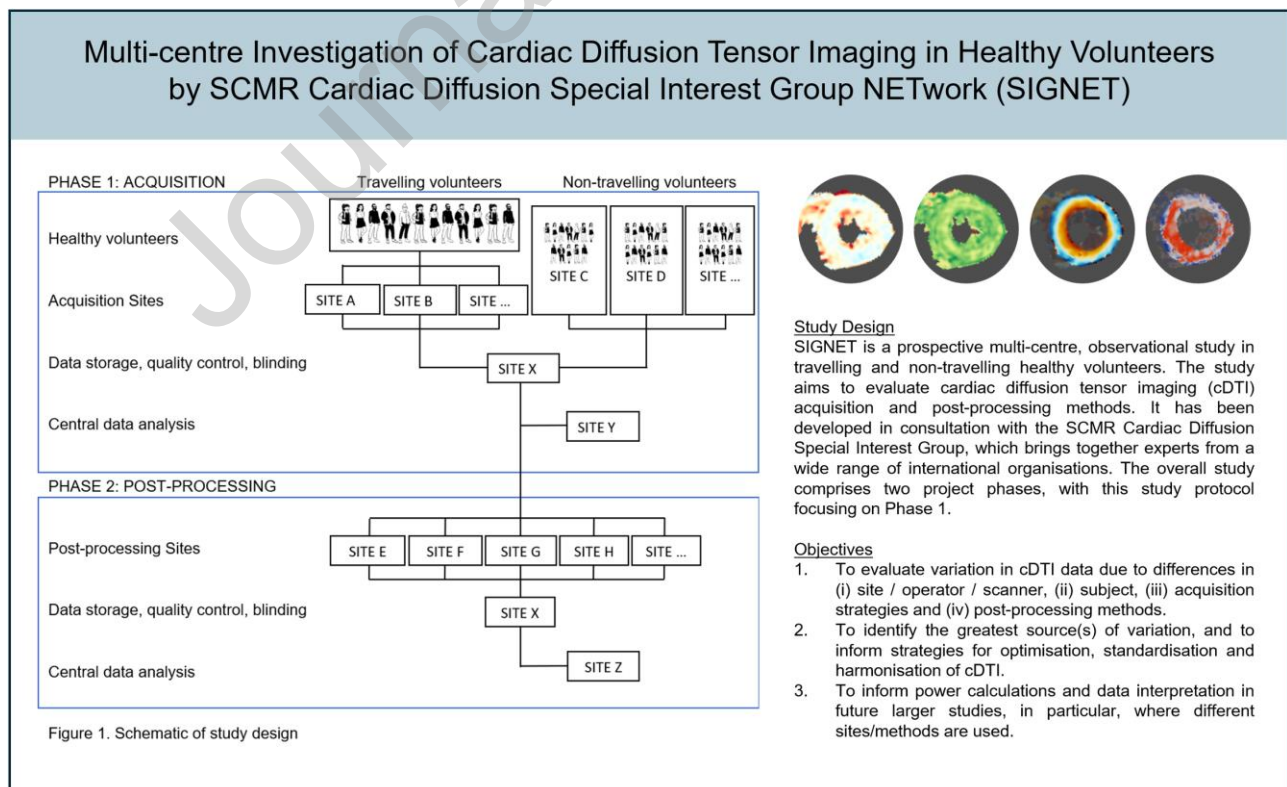 Journa
Multi-centre Investigation of Cardiac Diffusion Tensor Imaging in Healthy Volunteers
by SCMR Cardiac Diffusion Special Interest Group NETwork (SIGNET)
PHASE 1: ACQUISITION
Travelling volunteers
Non-travelling volunteers
Healthy volunteers
Acquisition Sites
SITE A
SITE B
SITE ...
SITE C
SITE D
SITE ...
Data storage, quality control, blinding
SITE X
Central data analysis
SITE Y
PHASE 2: POST-PROCESSING
Post-processing Sites
SITE E
SITE F
SITE G
SITE H
SITE ...
Data storage, quality control, blinding
SITE X
Central data analysis
SITE Z
Figure 1. Schematic of study design
Study Design
SIGNET is a prospective multi-centre, observational study in
travelling and non-travelling healthy volunteers. The study
aims to evaluate cardiac diffusion tensor imaging (cDTI)
acquisition and post-processing methods. It has been
developed in consultation with the SCMR Cardiac Diffusion
Special Interest Group, which brings together experts from a
wide range of international organisations. The overall study
comprises two project phases, with this study protocol
focusing on Phase 1.
Objectives
1. To evaluate variation in cDTI data due to differences in
(i) site / operator / scanner, (ii) subject, (iii) acquisition
strategies and (iv) post-processing methods.
2. To identify the greatest source(s) of variation, and to
inform strategies for optimisation, standardisation and
harmonisation of cDTI.
3. To inform power calculations and data interpretation in
future larger studies, in particular, where different
sites/methods are used.